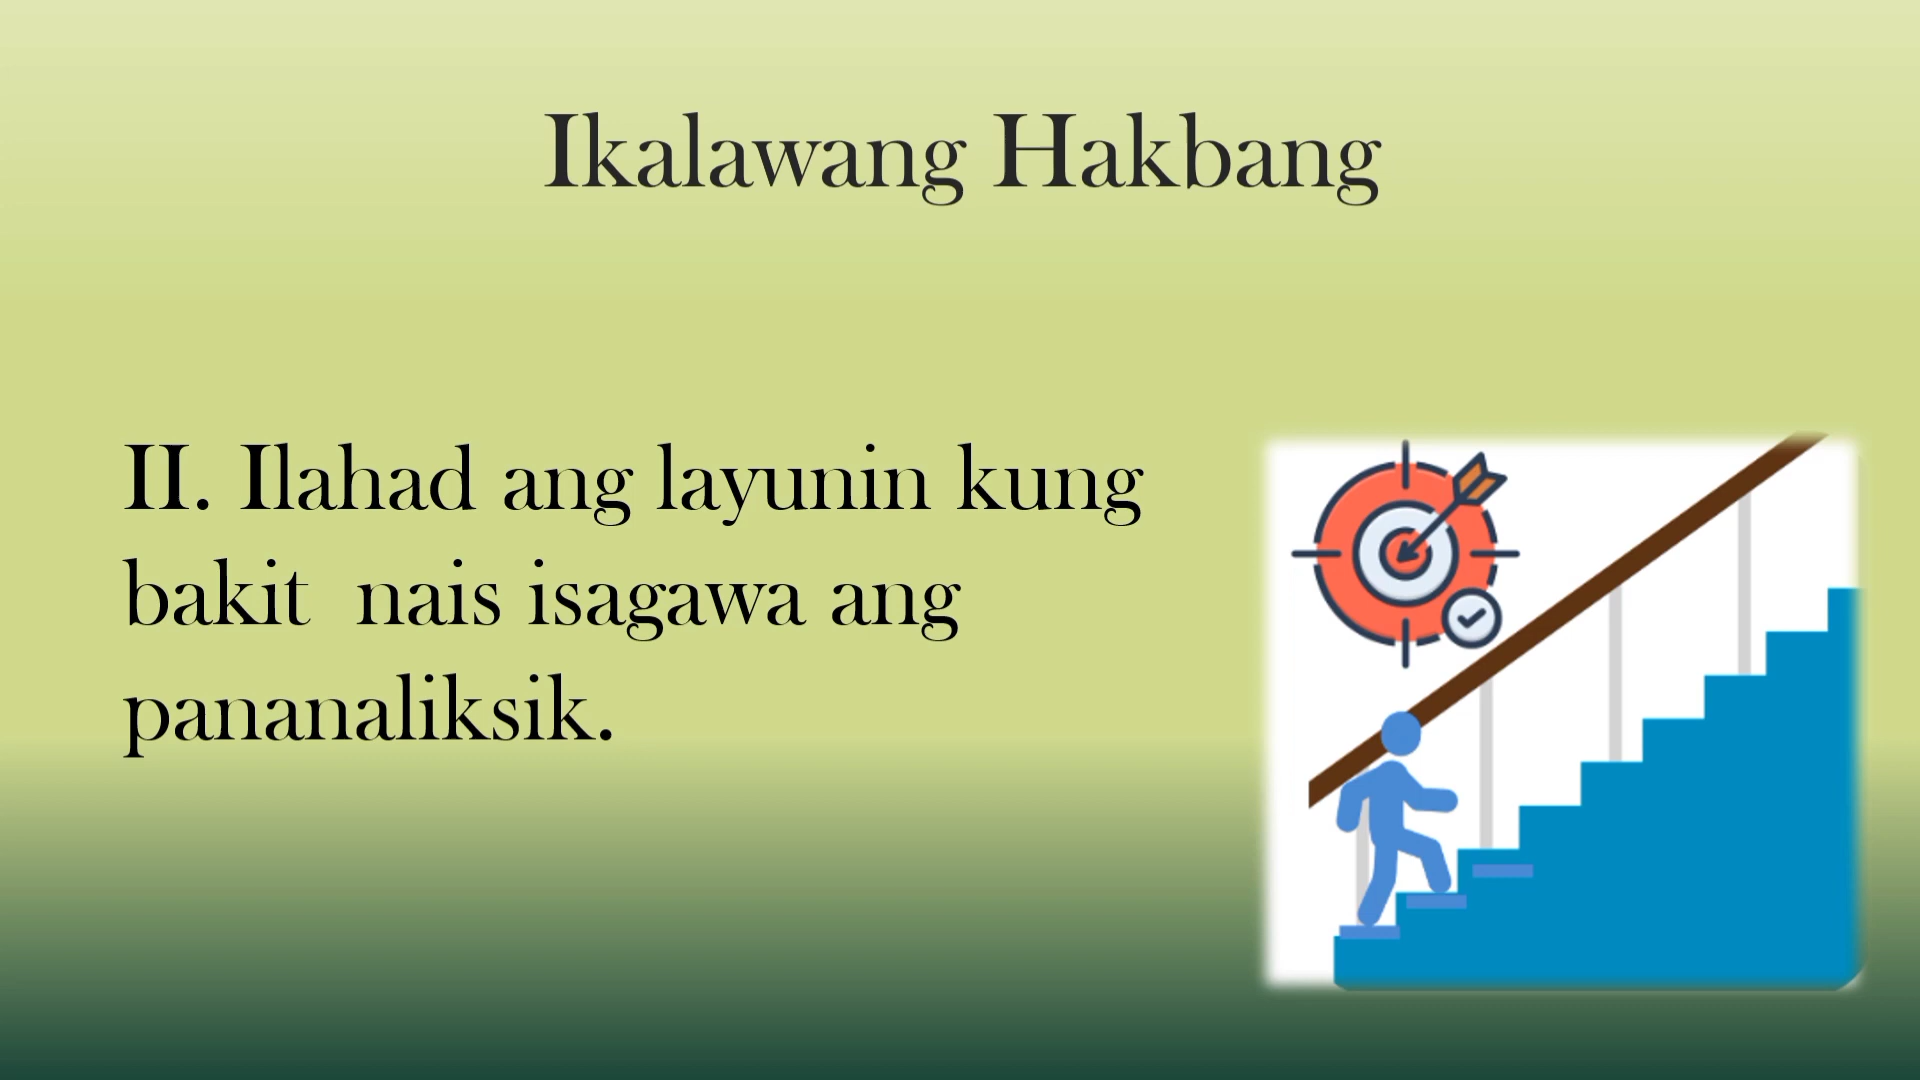 Ikalawang Hakbang
II. Ilahad ang layunin kung
bakit  nais isagawa ang
pananaliksik.